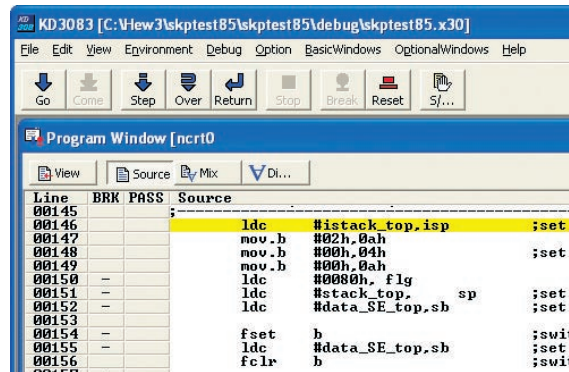 KD 308 KD3083 [C:\Hew3\skptest85\skptest85\debug\skptest85.x30]
File Edit View Environment Debug Option BasicWindows OptionalWindows Help
Go Come Step Over Return Stop Break Reset S/...
Program Window [ncrt0
View Source Mix Di...
Line BRK PASS Source
00145 ;------------------------------------------------
00146 ldc #istack_top,isp ;set
00147 mov.b #02h,0ah
00148 mov.b #00h,04h ;set
00149 mov.b #00h,0ah
00150 - ldc #0080h, flg
00151 - ldc #stack_top, sp ;set
00152 - ldc #data_SE_top,sb ;set
00153
00154 - fset b ;swi
00155 - ldc #data_SE_top,sb ;set
00156 fclr b ;swi